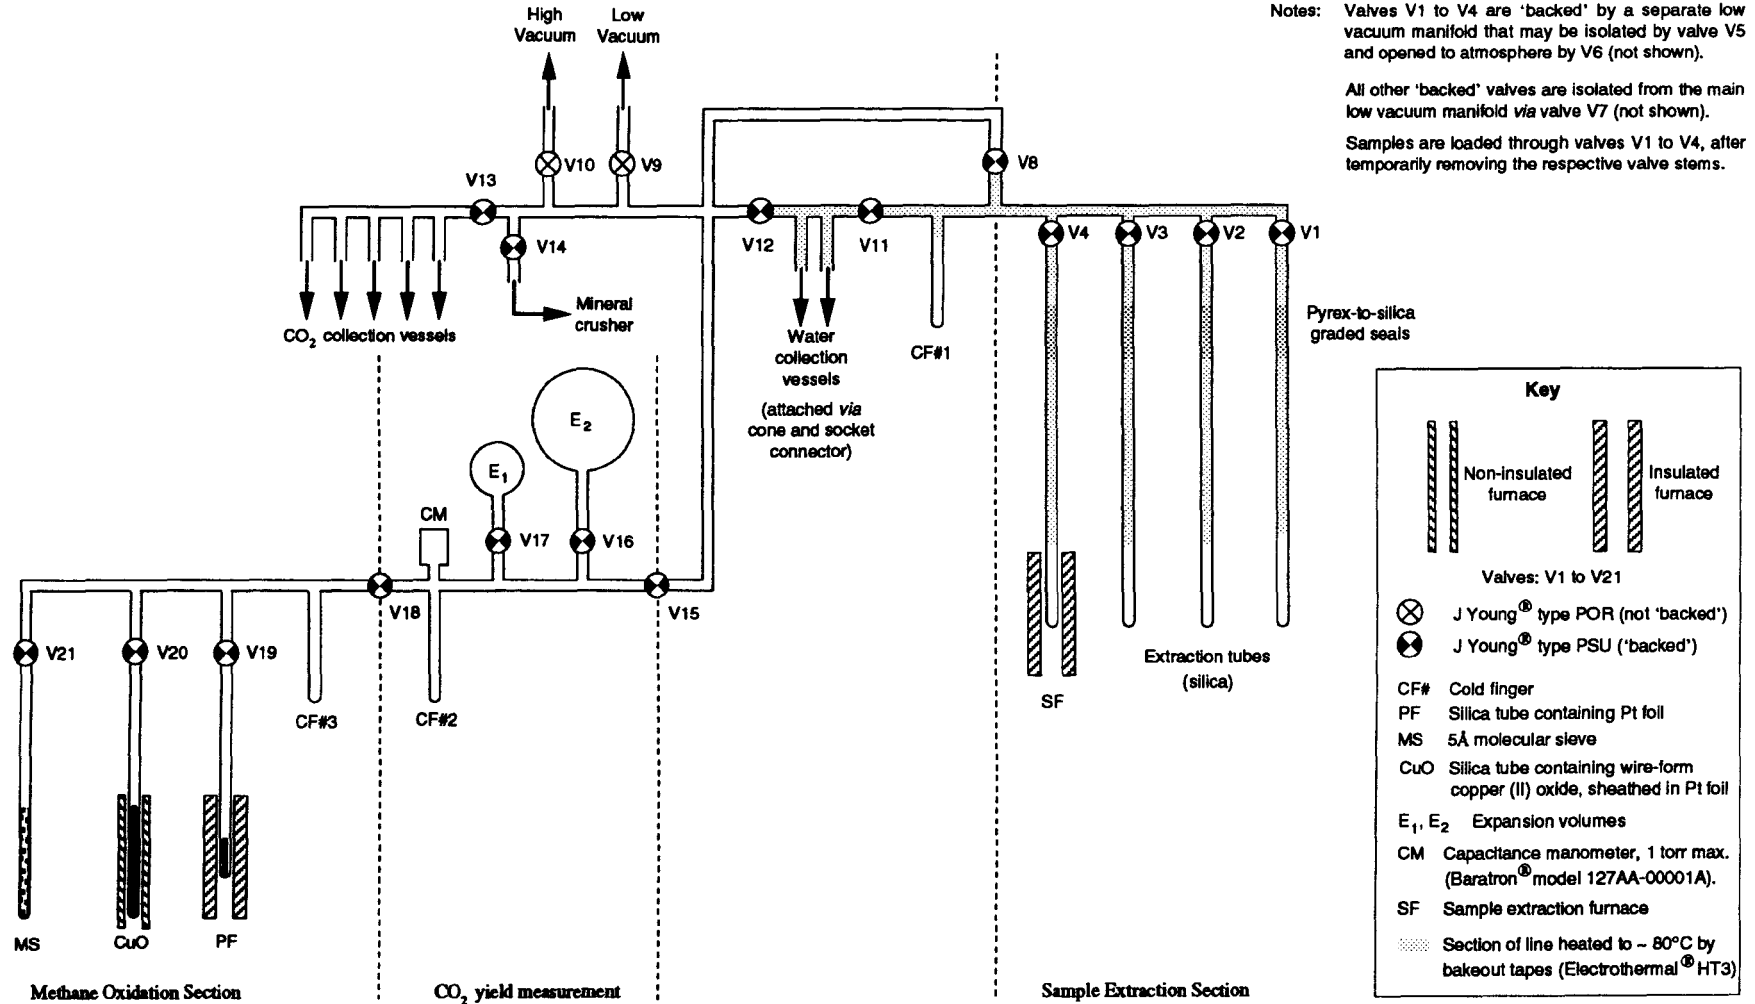 High
Vacuum
Low
Vacuum
Notes: Valves V1 to V4 are ‘backed’ by a separate low
vacuum manifold that may be isolated by valve V5
and opened to atmosphere by V6 (not shown).
All other ‘backed’ valves are isolated from the main
low vacuum manifold via valve V7 (not shown).
Samples are loaded through valves V1 to V4, after
temporarily removing the respective valve stems.
V10
V9
V8
V13
V14
V12
V11
V4
V3
V2
V1
CO2 collection vessels
Mineral
crusher
Water
collection
vessels
(attached via
cone and socket
connector)
CF#1
Pyrex-to-silica
graded seals
E2
E1
CM
V17
V16
V18
V15
V21
V20
V19
CF#3
CF#2
Extraction tubes
(silica)
SF
MS
CuO
PF
Methane Oxidation Section
CO2 yield measurement
Sample Extraction Section
Key
Non-insulated
furnace
Insulated
furnace
Valves: V1 to V21
J Young® type POR (not ‘backed’)
J Young® type PSU (‘backed’)
CF# Cold finger
PF Silica tube containing Pt foil
MS 5Å molecular sieve
CuO Silica tube containing wire-form
copper (II) oxide, sheathed in Pt foil
E1, E2 Expansion volumes
CM Capacitance manometer, 1 torr max.
(Baratron® model 127AA-00001A).
SF Sample extraction furnace
Section of line heated to ~ 80°C by
bakeout tapes (Electrothermal® HT3)